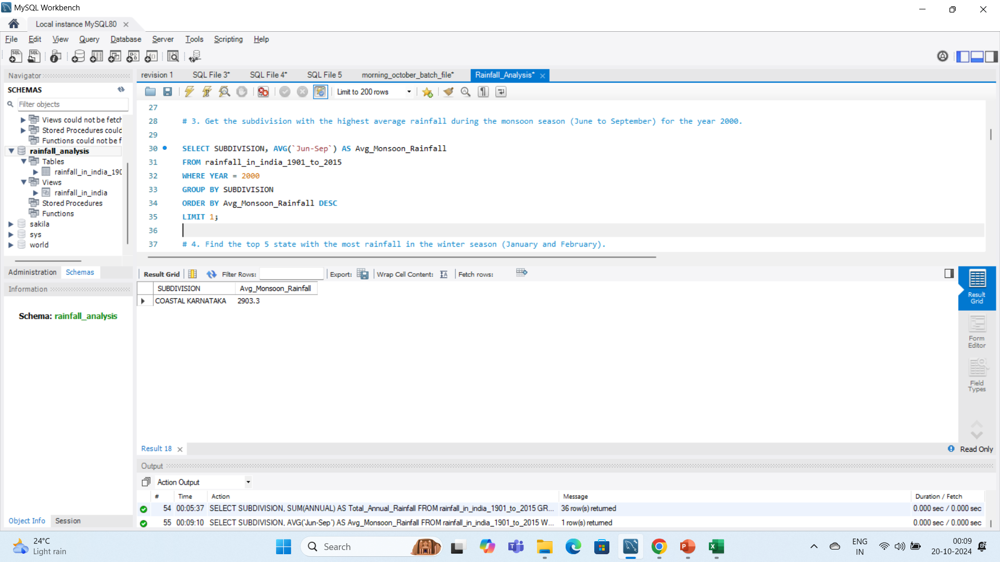 MySQL Workbench
Local instance MySQL80
File Edit View Query Database Server Tools Scripting Help
Navigator
SCHEMAS
Filter objects
Views could not be fetch
Stored Procedures could
Functions could not be f
rainfall_analysis
Tables
rainfall_in_india_190
Views
rainfall_in_india
Stored Procedures
Functions
sakila
sys
world
Administration Schemas
Information
Schema: rainfall_analysis
Object Info Session
revision 1 SQL File 3* SQL File 4* SQL File 5 morning_october_batch_file* Rainfall_Analysis*
Limit to 200 rows
27
28 # 3. Get the subdivision with the highest average rainfall during the monsoon season (June to September) for the year 2000.
29
30 SELECT SUBDIVISION, AVG(`Jun-Sep`) AS Avg_Monsoon_Rainfall
31 FROM rainfall_in_india_1901_to_2015
32 WHERE YEAR = 2000
33 GROUP BY SUBDIVISION
34 ORDER BY Avg_Monsoon_Rainfall DESC
35 LIMIT 1;
36
37 # 4. Find the top 5 state with the most rainfall in the winter season (January and February).
Result Grid Filter Rows: Export: Wrap Cell Content: Fetch rows:
SUBDIVISION Avg_Monsoon_Rainfall
COASTAL KARNATAKA 2903.3
Result
Grid
Form
Editor
Field
Types
Result 18
Read Only
Output
Action Output
# Time Action Message Duration / Fetch
54 00:05:37 SELECT SUBDIVISION, SUM(ANNUAL) AS Total_Annual_Rainfall FROM rainfall_in_india_1901_to_2015 GR... 36 row(s) returned 0.000 sec / 0.000 sec
55 00:09:10 SELECT SUBDIVISION, AVG(`Jun-Sep`) AS Avg_Monsoon_Rainfall FROM rainfall_in_india_1901_to_2015 W... 1 row(s) returned 0.000 sec / 0.000 sec
24°C
Light rain
Search
ENG
IN
00:09
20-10-2024